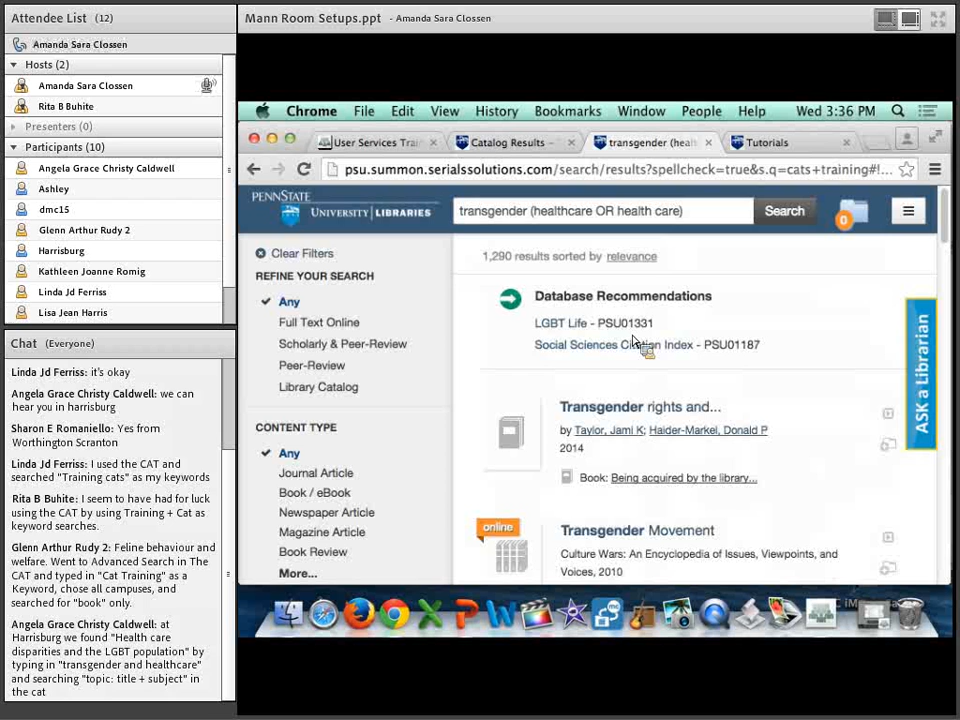 Attendee List (12)
Amanda Sara Clossen
Hosts (2)
Amanda Sara Clossen
Rita B Buhite
Presenters (0)
Participants (10)
Angela Grace Christy Caldwell
Ashley
dmc15
Glenn Arthur Rudy 2
Harrisburg
Kathleen Joanne Romig
Linda Jd Ferriss
Lisa Jean Harris
Chat (Everyone)
Linda Jd Ferriss: it's okay
Angela Grace Christy Caldwell: we can
hear you in harrisburg
Sharon E Romaniello: Yes from
Worthington Scranton
Linda Jd Ferriss: I used the CAT and
searched "Training cats" as my keywords
Rita B Buhite: I seem to have had for luck
using the CAT by using Training + Cat as
keyword searches.
Glenn Arthur Rudy 2: Feline behaviour and
welfare. Went to Advanced Search in The
CAT and typed in "Cat Training" as a
Keyword, chose all campuses, and
searched for "book" only.
Angela Grace Christy Caldwell: at
Harrisburg we found "Health care
disparities and the LGBT population" by
typing in "transgender and healthcare"
and searching "topic: title + subject" in
the cat
Mann Room Setups.ppt - Amanda Sara Clossen
Chrome File Edit View History Bookmarks Window People Help Wed 3:36 PM
User Services Trai
Catalog Results –
transgender (heal
Tutorials
psu.summon.serialssolutions.com/search/results?spellcheck=true&s.q=cats+training#!...
PENNSTATE
UNIVERSITY LIBRARIES
transgender (healthcare OR health care)
Search
0
Clear Filters
REFINE YOUR SEARCH
Any
Full Text Online
Scholarly & Peer-Review
Peer-Review
Library Catalog
CONTENT TYPE
Any
Journal Article
Book / eBook
Newspaper Article
Magazine Article
Book Review
More...
1,290 results sorted by relevance
Database Recommendations
LGBT Life - PSU01331
Social Sciences Citation Index - PSU01187
Transgender rights and...
by Taylor, Jami K; Haider-Markel, Donald P
2014
Book: Being acquired by the library...
online
Transgender Movement
Culture Wars: An Encyclopedia of Issues, Viewpoints, and
Voices, 2010
ASK a Librarian